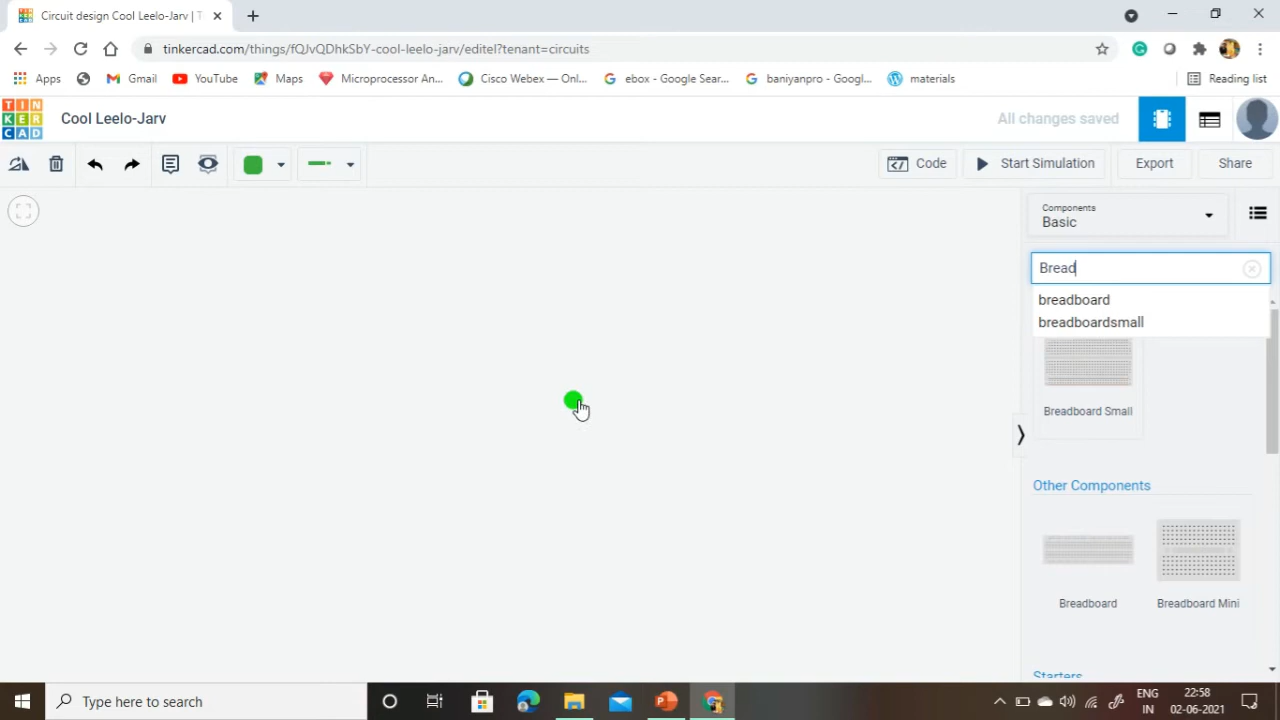 Circuit design Cool Leelo-Jarv | T
tinkercad.com/things/fQJvQDhkSbY-cool-leelo-jarv/editel?tenant=circuits
Apps
Gmail
YouTube
Maps
Microprocessor An...
Cisco Webex — Onl...
ebox - Google Sear...
baniyanpro - Googl...
materials
Reading list
TIN
KER
CAD
Cool Leelo-Jarv
All changes saved
Code
Start Simulation
Export
Share
Components
Basic
Bread
breadboard
breadboardsmall
Breadboard Small
Other Components
Breadboard
Breadboard Mini
Starters
Type here to search
ENG
IN
22:58
02-06-2021